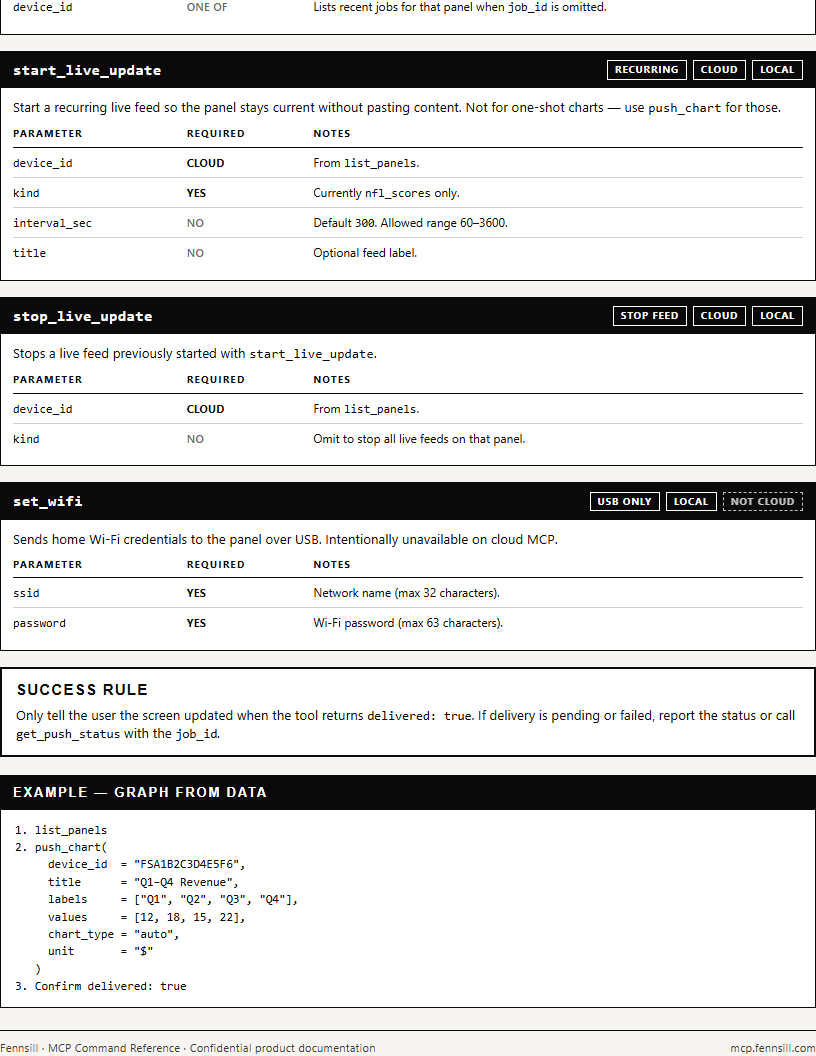 device_id ONE OF Lists recent jobs for that panel when job_id is omitted.
start_live_update RECURRING CLOUD LOCAL
Start a recurring live feed so the panel stays current without pasting content. Not for one-shot charts — use push_chart for those.
PARAMETER REQUIRED NOTES
device_id CLOUD From list_panels.
kind YES Currently nfl_scores only.
interval_sec NO Default 300. Allowed range 60–3600.
title NO Optional feed label.
stop_live_update STOP FEED CLOUD LOCAL
Stops a live feed previously started with start_live_update.
PARAMETER REQUIRED NOTES
device_id CLOUD From list_panels.
kind NO Omit to stop all live feeds on that panel.
set_wifi USB ONLY LOCAL NOT CLOUD
Sends home Wi-Fi credentials to the panel over USB. Intentionally unavailable on cloud MCP.
PARAMETER REQUIRED NOTES
ssid YES Network name (max 32 characters).
password YES Wi-Fi password (max 63 characters).
SUCCESS RULE
Only tell the user the screen updated when the tool returns delivered: true. If delivery is pending or failed, report the status or call
get_push_status with the job_id.
EXAMPLE — GRAPH FROM DATA
1. list_panels
2. push_chart(
device_id = "FSA1B2C3D4E5F6",
title = "Q1–Q4 Revenue",
labels = ["Q1", "Q2", "Q3", "Q4"],
values = [12, 18, 15, 22],
chart_type = "auto",
unit = "$"
)
3. Confirm delivered: true
Fennsill · MCP Command Reference · Confidential product documentation mcp.fennsill.com